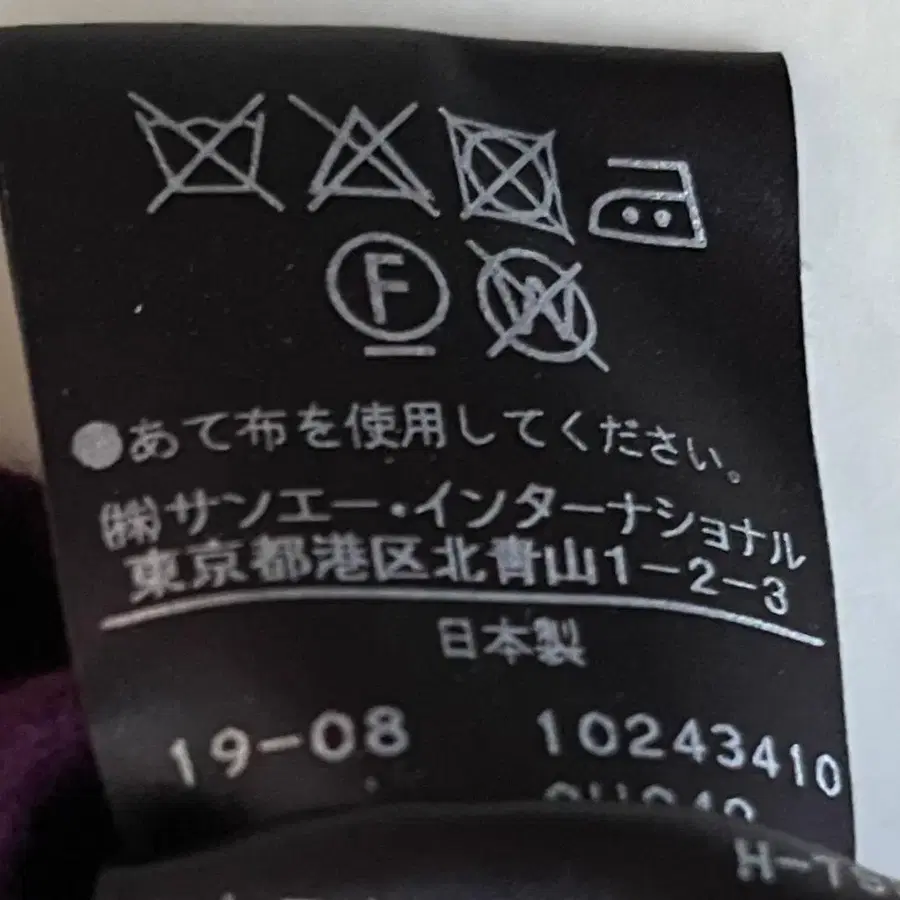 F
W
●あて布を使用してください。
㈱サンエー・インターナショナル
東京都港区北青山1-2-3
日本製
19-08 10243410